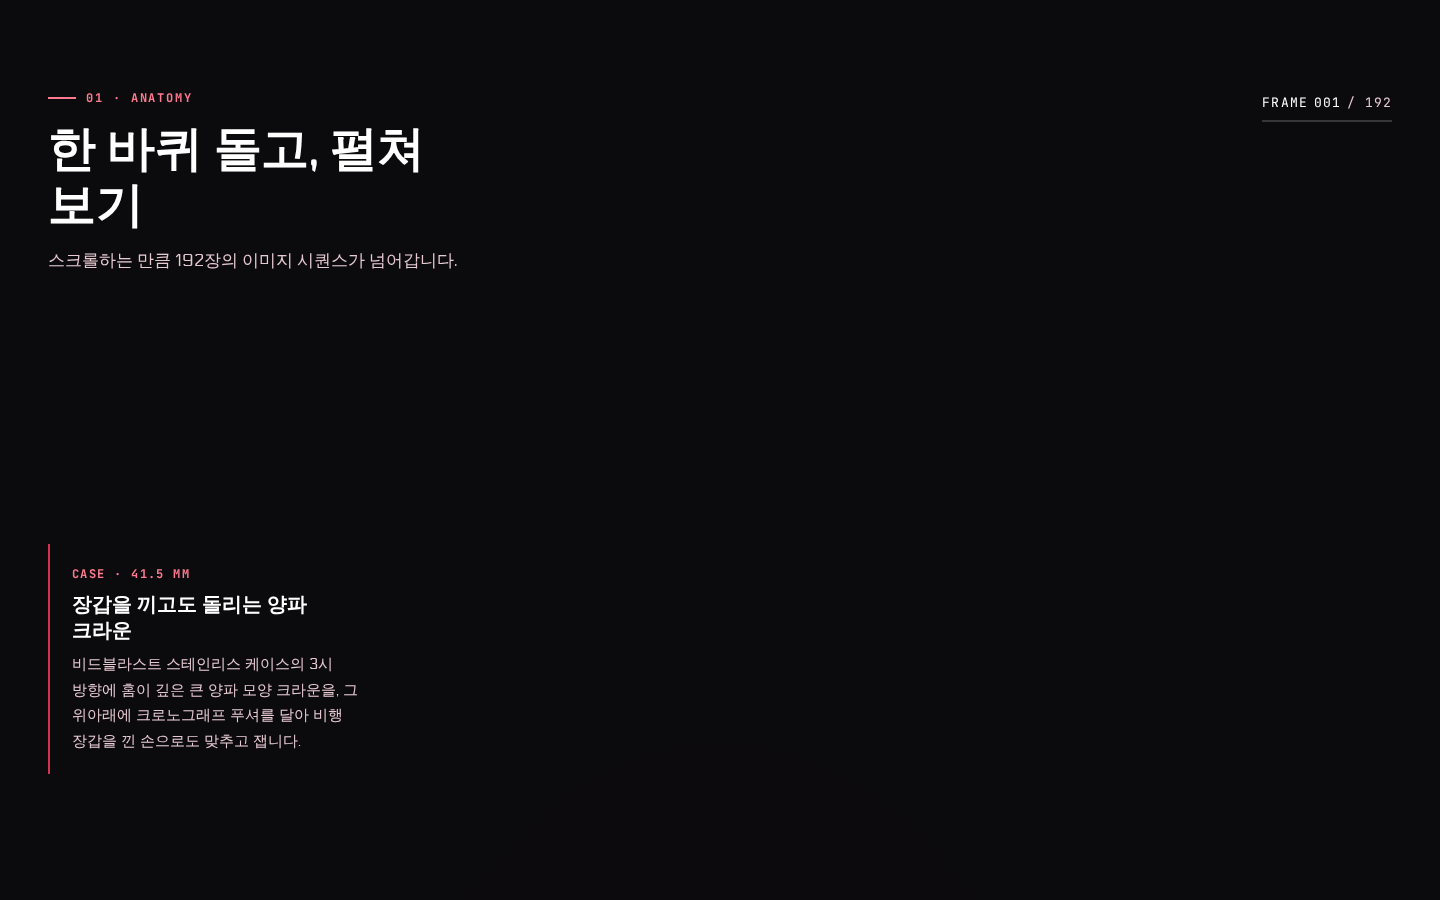 01 · ANATOMY
한 바퀴 돌고, 펼쳐
보기
스크롤하는 만큼 192장의 이미지 시퀀스가 넘어갑니다.
FRAME 001 / 192
CASE · 41.5 MM
장갑을 끼고도 돌리는 양파
크라운
비드블라스트 스테인리스 케이스의 3시
방향에 홈이 깊은 큰 양파 모양 크라운을, 그
위아래에 크로노그래프 푸셔를 달아 비행
장갑을 낀 손으로도 맞추고 잽니다.